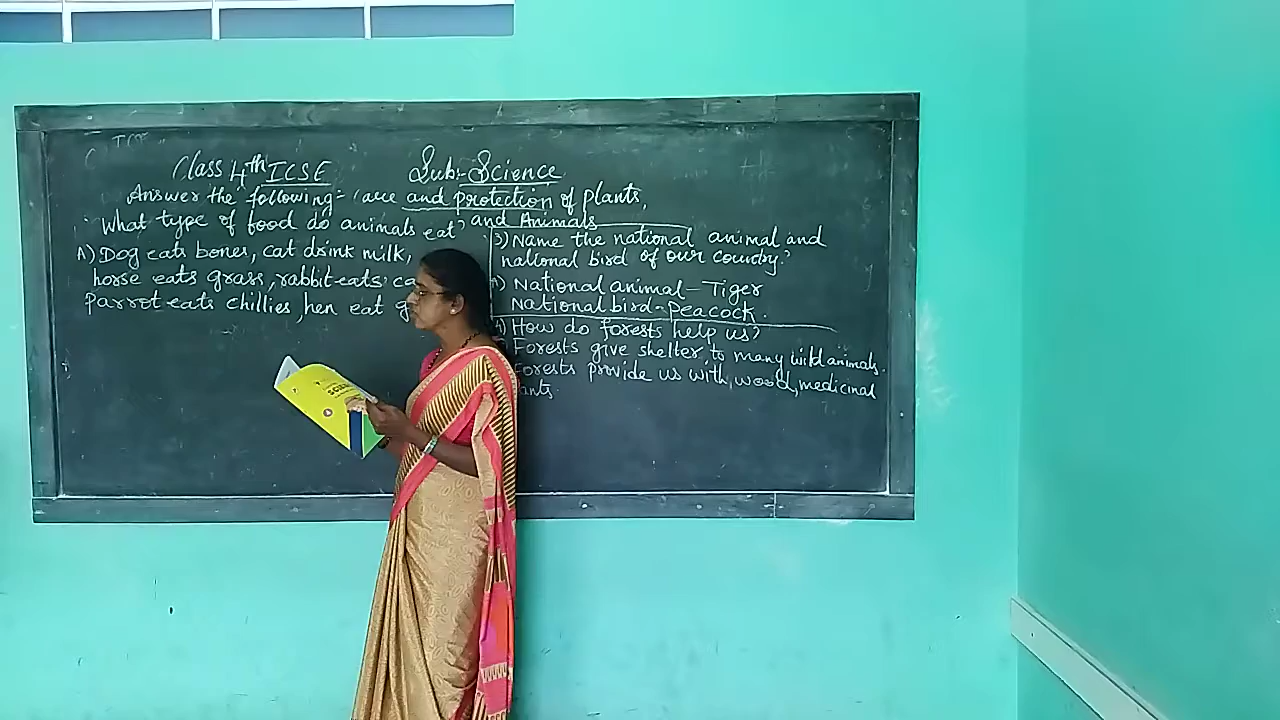 Class 4th ICSE Sub:- Science
Answer the following:- Care and protection of plants,
and Animals
What type of food do animals eat?
A) Dog eats bones, cat drink milk,
horse eats grass, rabbit eats ca
Parrot eats chillies, hen eat g
3) Name the national animal and
national bird of our country?
A) National animal - Tiger
National bird - peacock.
4) How do forests help us?
Forests give shelter to many wild animals.
Forests provide us with, wood, medicinal
ants.